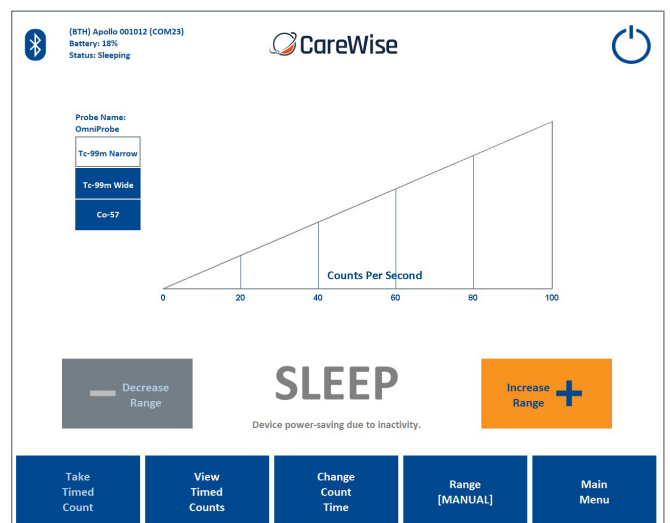 (BTH) Apollo 001012 (COM23)
Battery: 18%
Status: Sleeping
CareWise
Probe Name:
OmniProbe
Tc-99m Narrow
Tc-99m Wide
Co-57
Counts Per Second
0 20 40 60 80 100
Decrease
Range
SLEEP
Device power-saving due to inactivity.
Increase
Range
Take
Timed
Count
View
Timed
Counts
Change
Count
Time
Range
[MANUAL]
Main
Menu